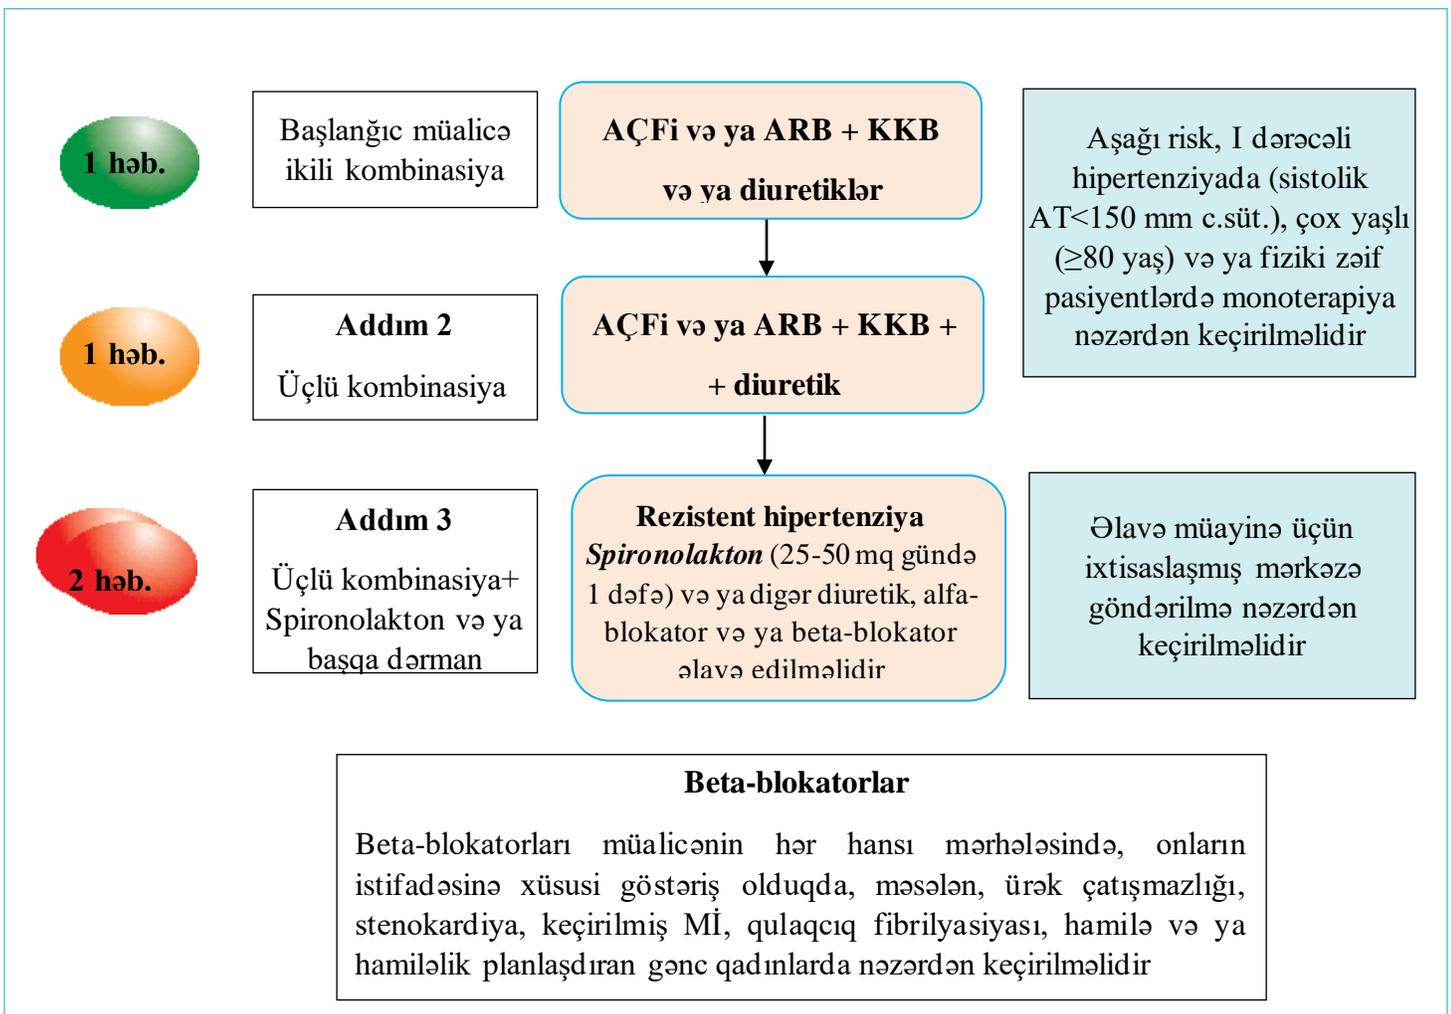 1 həb.
Başlanğıc müalicə
ikili kombinasiya
AÇFi və ya ARB + KKB
və ya diuretiklər
Aşağı risk, I dərəcəli
hipertenziyada (sistolik
AT<150 mm c.süt.), çox yaşlı
(≥80 yaş) və ya fiziki zəif
pasiyentlərdə monoterapiya
nəzərdən keçirilməlidir
1 həb.
Addım 2
Üçlü kombinasiya
AÇFi və ya ARB + KKB +
+ diuretik
2 həb.
Addım 3
Üçlü kombinasiya+
Spironolakton və ya
başqa dərman
Rezistent hipertenziya
Spironolakton (25-50 mq gündə
1 dəfə) və ya digər diuretik, alfa-
blokator və ya beta-blokator
əlavə edilməlidir
Əlavə müayinə üçün
ixtisaslaşmış mərkəzə
göndərilmə nəzərdən
keçirilməlidir
Beta-blokatorlar
Beta-blokatorları müalicənin hər hansı mərhələsində, onların
istifadəsinə xüsusi göstəriş olduqda, məsələn, ürək çatışmazlığı,
stenokardiya, keçirilmiş Mİ, qulaqcıq fibrilyasiyası, hamilə və ya
hamiləlik planlaşdıran gənc qadınlarda nəzərdən keçirilməlidir